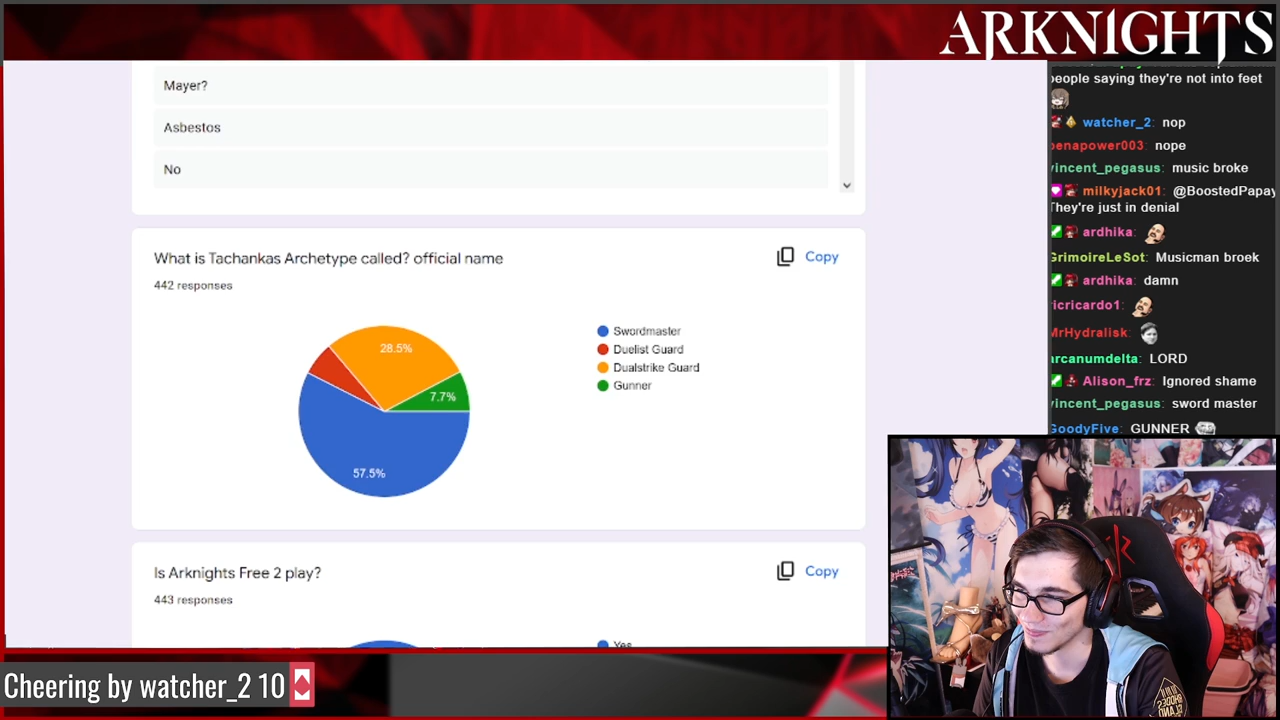 ARKNIGHTS
Mayer?
Asbestos
No
What is Tachankas Archetype called? official name
Copy
442 responses
28.5%
7.7%
57.5%
Swordmaster
Duelist Guard
Dualstrike Guard
Gunner
Is Arknights Free 2 play?
Copy
443 responses
Yes
people saying they're not into feet
watcher_2: nop
penapower003: nope
vincent_pegasus: music broke
milkyjack01: @BoostedPapay
They're just in denial
ardhika:
GrimoireLeSot: Musicman broek
ardhika: damn
ricricardo1:
MrHydralisk:
arcanumdelta: LORD
Alison_frz: Ignored shame
vincent_pegasus: sword master
GoodyFive: GUNNER
Cheering by watcher_2 10